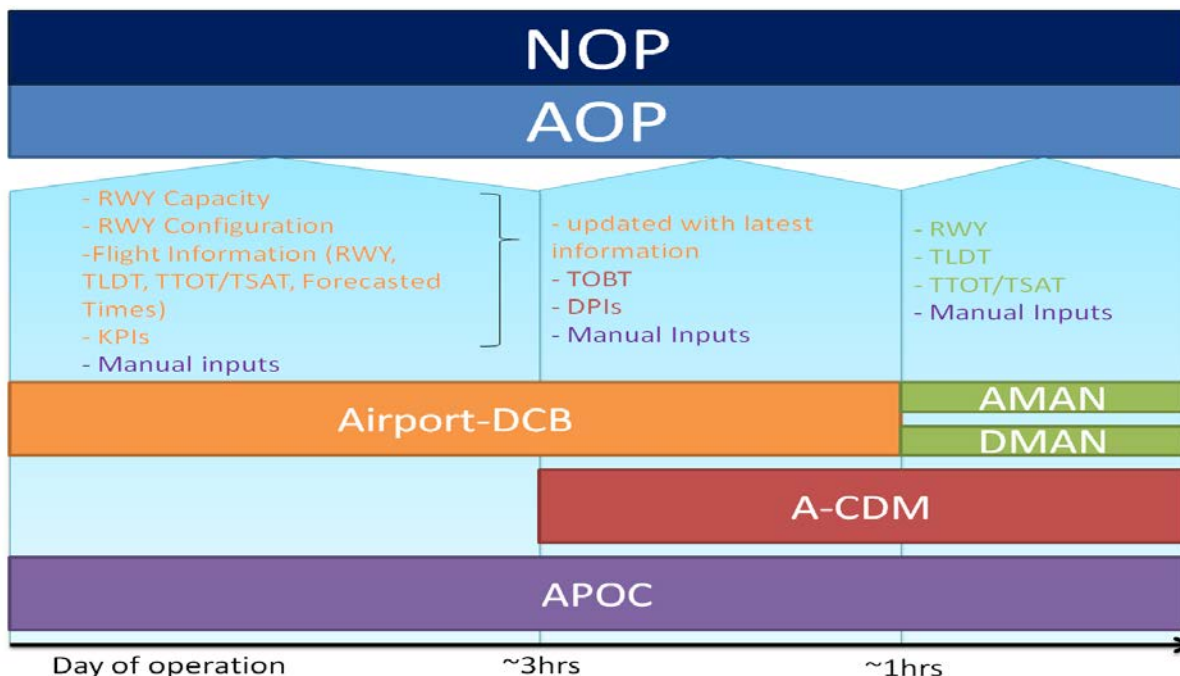 NOP
AOP
- RWY Capacity
- RWY Configuration
-Flight Information (RWY,
TLDT, TTOT/TSAT, Forecasted
Times)
- KPIs
- Manual inputs
- updated with latest
information
- TOBT
- DPIs
- Manual Inputs
- RWY
- TLDT
- TTOT/TSAT
- Manual Inputs
Airport-DCB
AMAN
DMAN
A-CDM
APOC
Day of operation
~3hrs
~1hrs